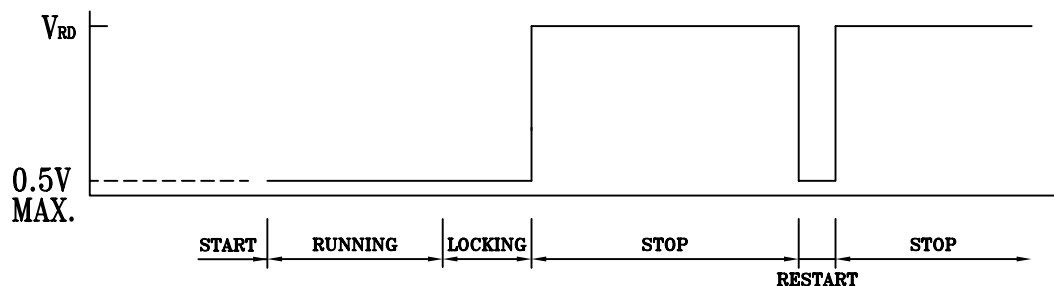 VRD
0.5V
MAX.
START RUNNING LOCKING STOP STOP
RESTART